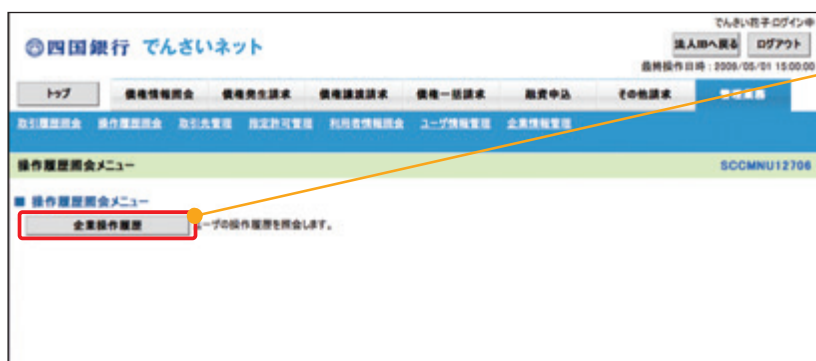 でんさい花子ログイン中
四国銀行 でんさいネット
法人IBへ戻る ログアウト
最終操作日時：2009/05/01 15:00:00
トップ 債権情報照会 債権発生請求 債権譲渡請求 債権一括請求 融資申込 その他請求 管理業務
取引履歴照会 操作履歴照会 取引先管理 指定許可管理 利用者情報照会 ユーザ情報管理 企業情報管理
操作履歴照会メニュー SCCMNU12706
■ 操作履歴照会メニュー
企業操作履歴 ーザの操作履歴を照会します。